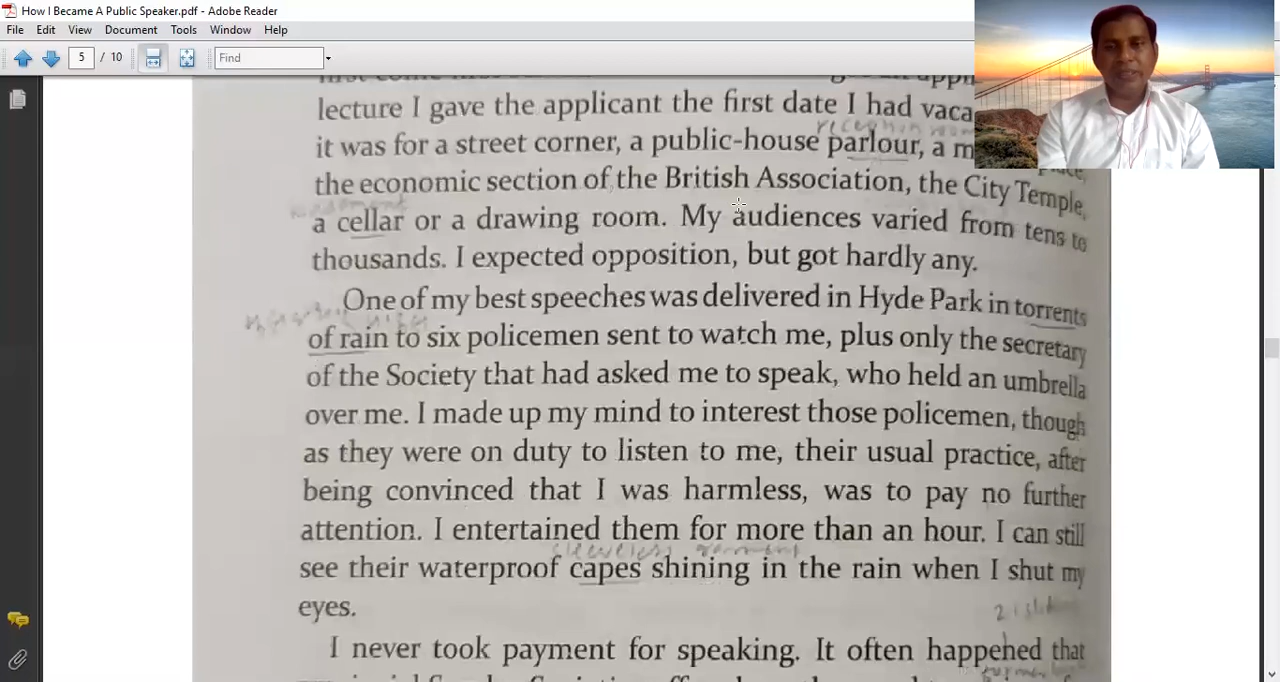 How I Became A Public Speaker.pdf - Adobe Reader
File Edit View Document Tools Window Help
5 / 10 Find
lecture I gave the applicant the first date I had
it was for a street corner, a public-house parlour, a
the economic section of the British Association, the City Temple,
a cellar or a drawing room. My audiences varied from tens to
thousands. I expected opposition, but got hardly any.
One of my best speeches was delivered in Hyde Park in torrents
of rain to six policemen sent to watch me, plus only the secretary
of the Society that had asked me to speak, who held an umbrella
over me. I made up my mind to interest those policemen, though
as they were on duty to listen to me, their usual practice, after
being convinced that I was harmless, was to pay no further
attention. I entertained them for more than an hour. I can still
sleeveless garment
see their waterproof capes shining in the rain when I shut my
eyes.
I never took payment for speaking. It often happened that